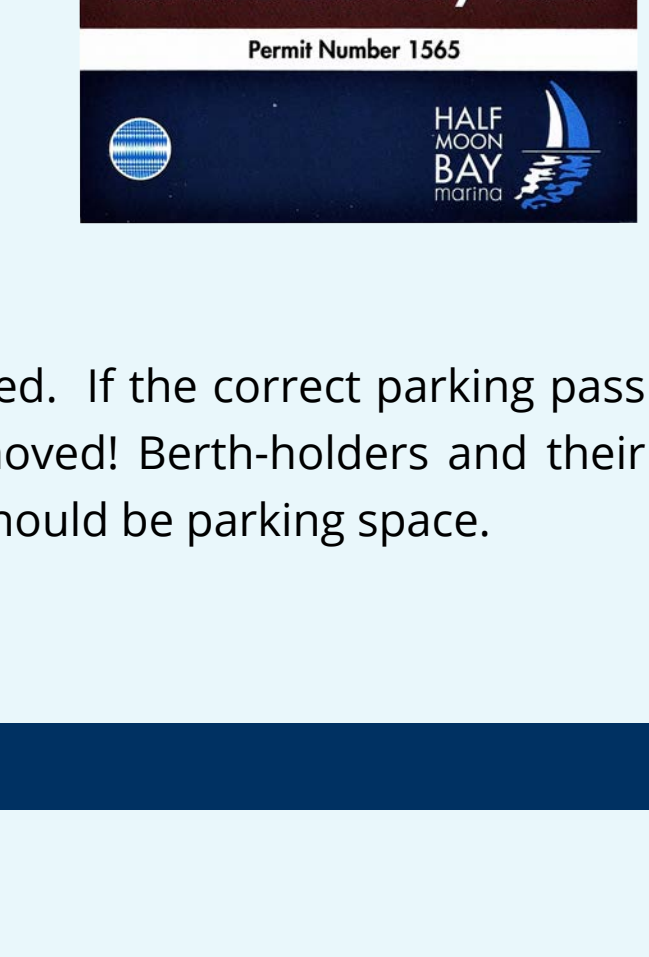 Permit Number 1565
HALF
MOON
BAY
marina
ed. If the correct parking pass
noved! Berth-holders and their
hould be parking space.